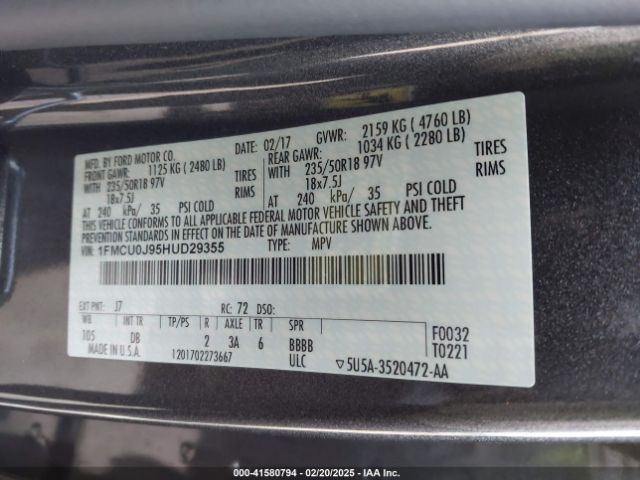 MFD. BY FORD MOTOR CO. DATE: 02/17 GVWR: 2159 KG ( 4760 LB)
FRONT GAWR: 1125 KG ( 2480 LB) REAR GAWR: 1034 KG ( 2280 LB)
WITH 235/50R18 97V TIRES WITH 235/50R18 97V TIRES
18x7.5J RIMS 18x7.5J RIMS
AT 240 kPa/ 35 PSI COLD AT 240 kPa/ 35 PSI COLD
THIS VEHICLE CONFORMS TO ALL APPLICABLE FEDERAL MOTOR VEHICLE SAFETY AND THEFT
PREVENTION STANDARDS IN EFFECT ON THE DATE OF MANUFACTURE SHOWN ABOVE.
VIN: 1FMCU0J95HUD29355 TYPE: MPV
EXT PNT: J7 RC: 72 DSO:
WB INT TR TP/PS R AXLE TR SPR
105 DB 2 3A 6 BBBB F0032
MADE IN U.S.A. 1201702273667 ULC T0221
▽5U5A-3520472-AA
000-41580794 - 02/20/2025 - IAA Inc.